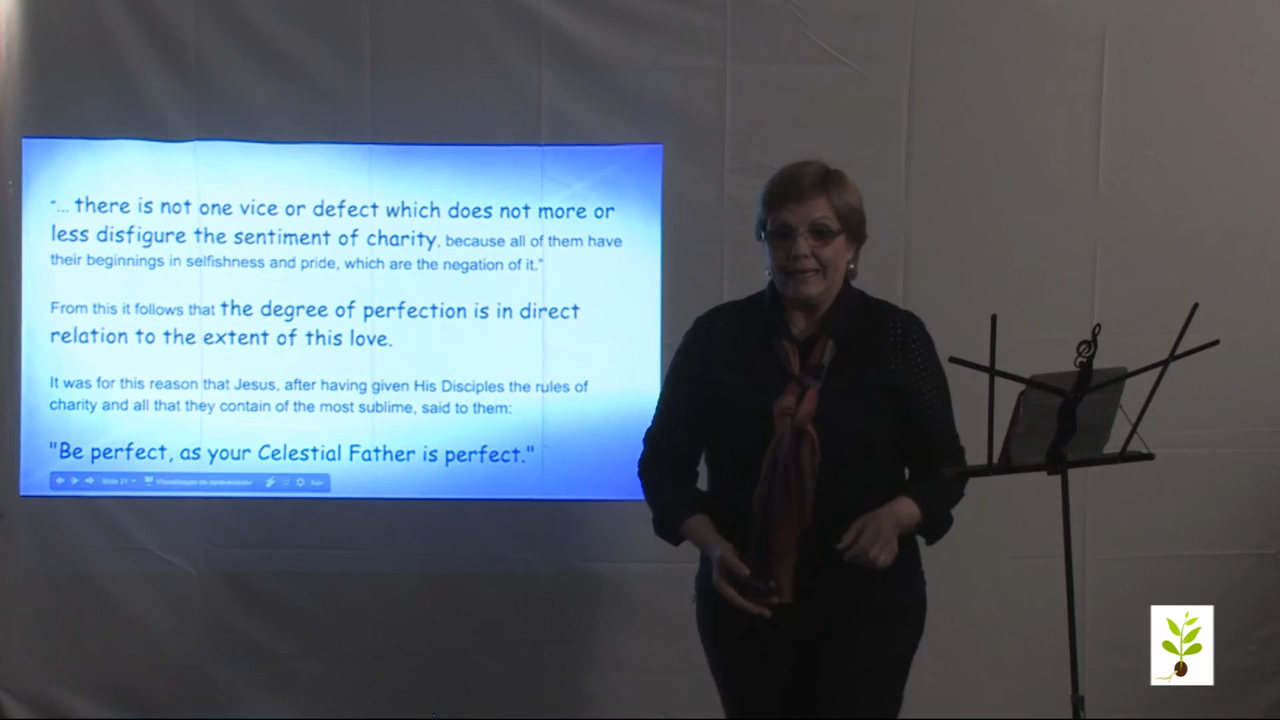 "... there is not one vice or defect which does not more or
less disfigure the sentiment of charity, because all of them have
their beginnings in selfishness and pride, which are the negation of it."
From this it follows that the degree of perfection is in direct
relation to the extent of this love.
It was for this reason that Jesus, after having given His Disciples the rules of
charity and all that they contain of the most sublime, said to them:
"Be perfect, as your Celestial Father is perfect."
Slide 21